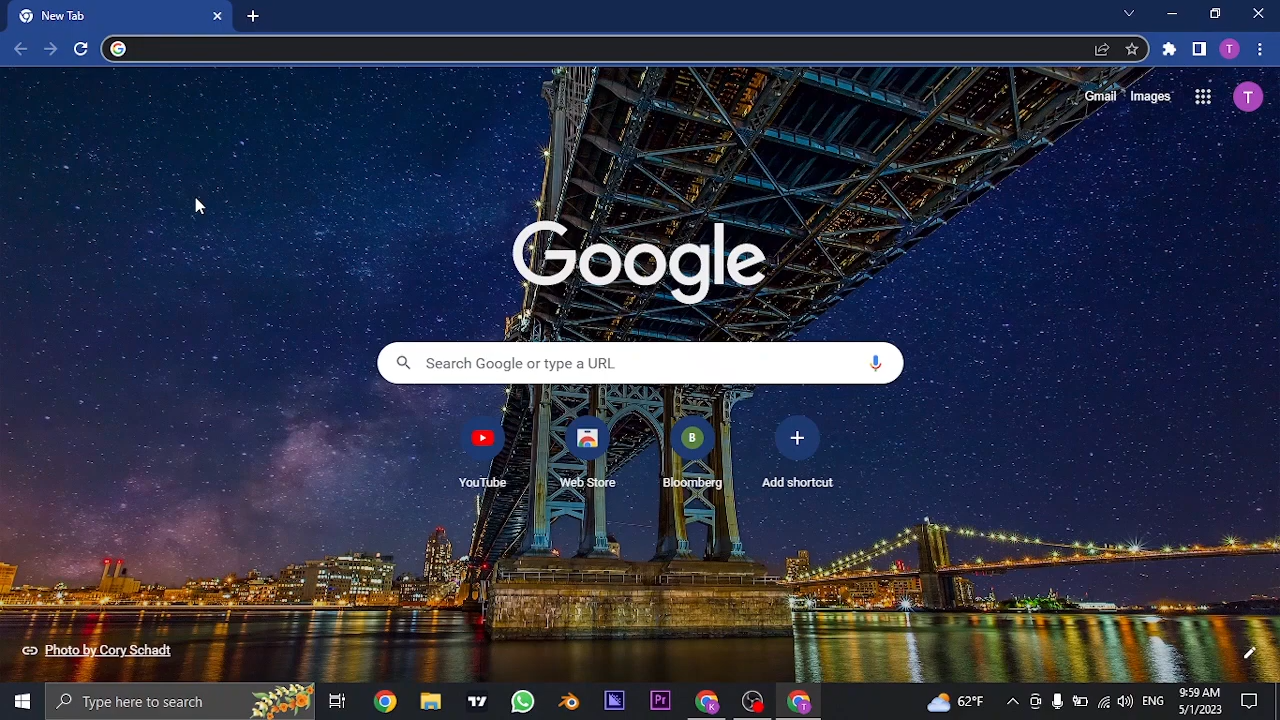 New Tab
Gmail Images
T
T
Google
Search Google or type a URL
B
YouTube
Web Store
Bloomberg
Add shortcut
Photo by Cory Schadt
Type here to search
Pr
K
T
62°F
ENG
9:59 AM
5/1/2023